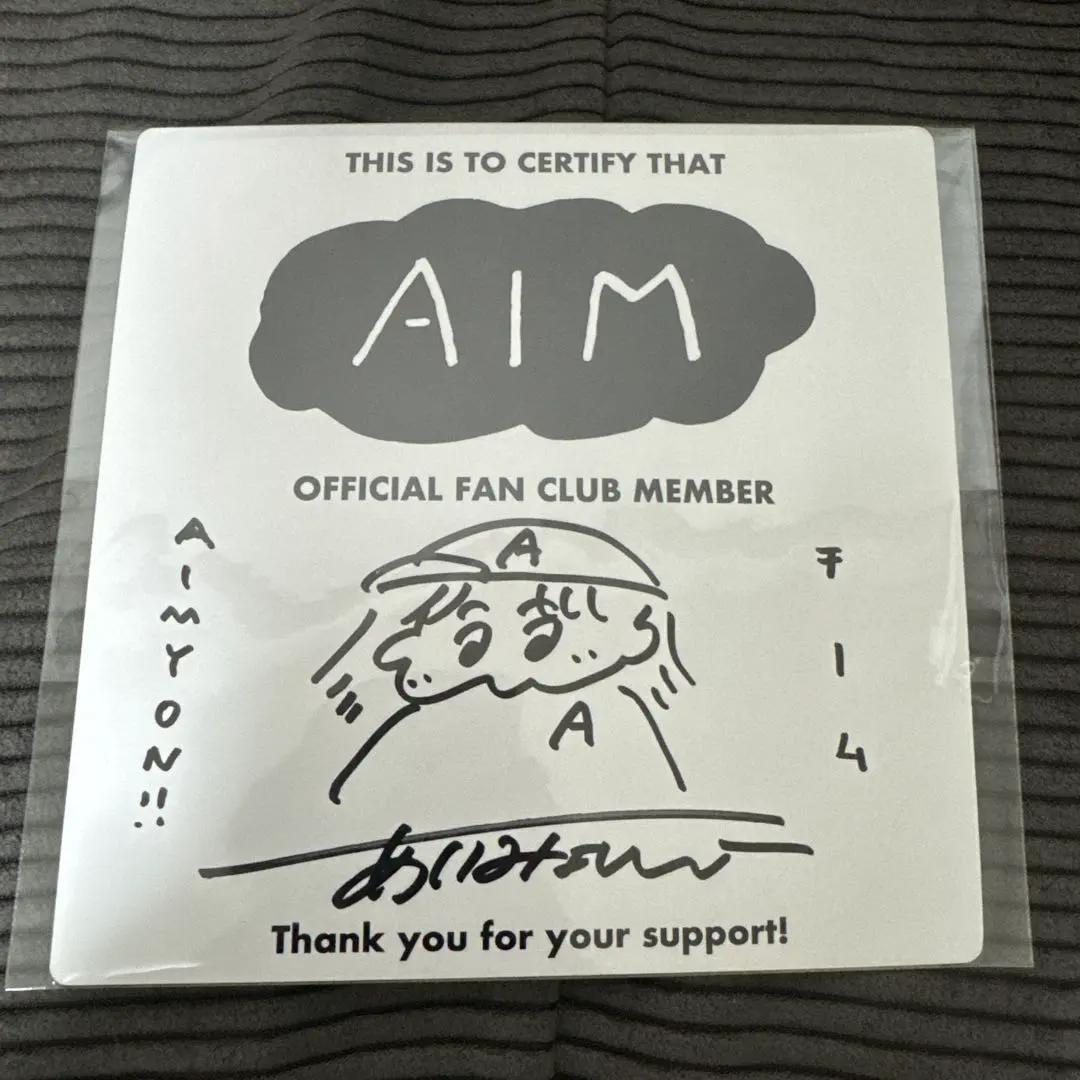 THIS IS TO CERTIFY THAT
AIM
OFFICIAL FAN CLUB MEMBER
AIMYON!!
A
A
あいみょん
Thank you for your support!